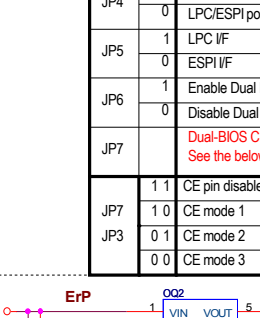 JP4
0 LPC/ESPI po
JP5 1 LPC I/F
0 ESPI I/F
JP6 1 Enable Dual
0 Disable Dual
JP7 Dual-BIOS C
See the below
1 1 CE pin disable
JP7 1 0 CE mode 1
JP3 0 1 CE mode 2
0 0 CE mode 3
ErP OQ2
1 VIN VOUT 5